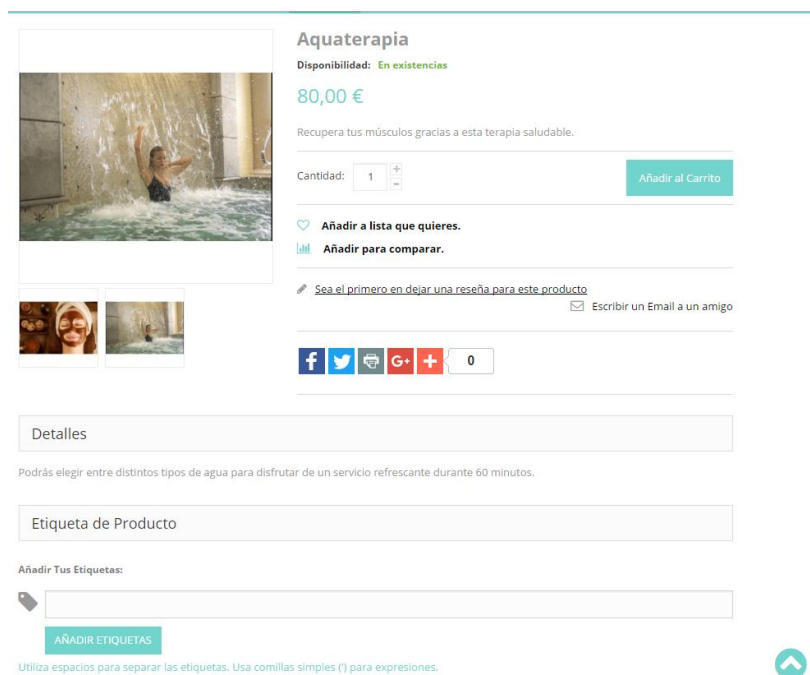 Aquaterapia
Disponibilidad: En existencias
80,00 €
Recupera tus músculos gracias a esta terapia saludable.
Cantidad: 1 + -
Añadir al Carrito
Añadir a lista que quieres.
Añadir para comparar.
Sea el primero en dejar una reseña para este producto
Escribir un Email a un amigo
f G+ + 0
Detalles
Podrás elegir entre distintos tipos de agua para disfrutar de un servicio refrescante durante 60 minutos.
Etiqueta de Producto
Añadir Tus Etiquetas:
AÑADIR ETIQUETAS
Utiliza espacios para separar las etiquetas. Usa comillas simples (') para expresiones.